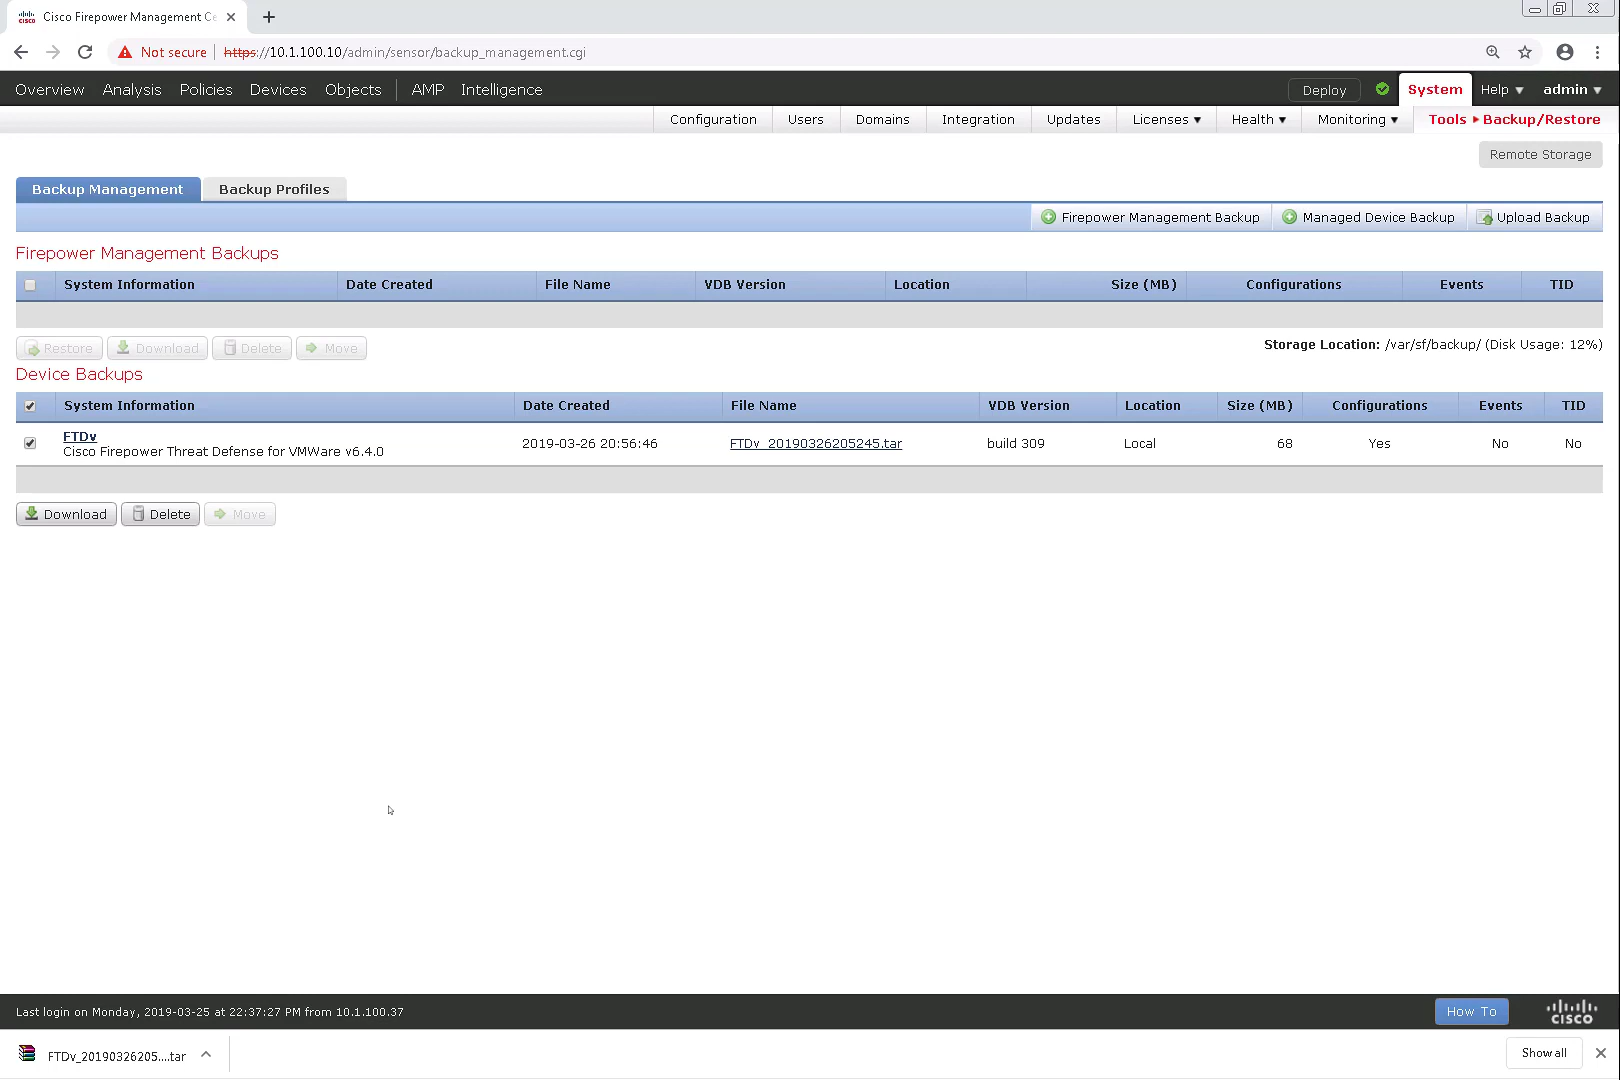 Cisco Firepower Management Ce
Not secure https://10.1.100.10/admin/sensor/backup_management.cgi
Overview Analysis Policies Devices Objects AMP Intelligence Deploy System Help admin
Configuration Users Domains Integration Updates Licenses Health Monitoring Tools Backup/Restore
Remote Storage
Backup Management Backup Profiles
Firepower Management Backup Managed Device Backup Upload Backup
Firepower Management Backups
System Information Date Created File Name VDB Version Location Size (MB) Configurations Events TID
Restore Download Delete Move Storage Location: /var/sf/backup/ (Disk Usage: 12%)
Device Backups
System Information Date Created File Name VDB Version Location Size (MB) Configurations Events TID
FTDv
Cisco Firepower Threat Defense for VMWare v6.4.0 2019-03-26 20:56:46 FTDv_20190326205245.tar build 309 Local 68 Yes No No
Download Delete Move
Last login on Monday, 2019-03-25 at 22:37:27 PM from 10.1.100.37 How To CISCO
FTDv_20190326205....tar Show all